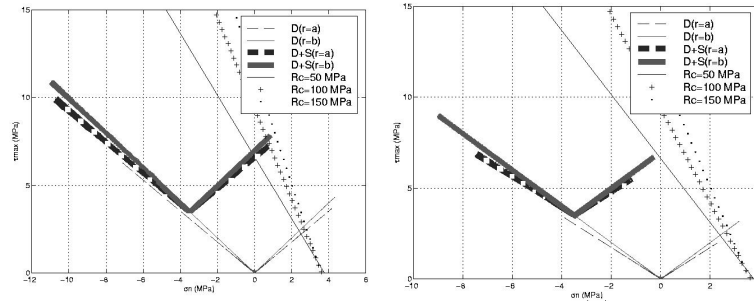 15
10
5
0
τmax (MPa)
−12 −10 −8 −6 −4 −2 0 2 4 6
σn (MPa)
D(r=a)
D(r=b)
D+S(r=a)
D+S(r=b)
Rc=50 MPa
Rc=100 MPa
Rc=150 MPa
15
10
5
0
τmax (MPa)
−10 −8 −6 −4 −2 0 2 4
σn (MPa)
D(r=a)
D(r=b)
D+S(r=a)
D+S(r=b)
Rc=50 MPa
Rc=100 MPa
Rc=150 MPa